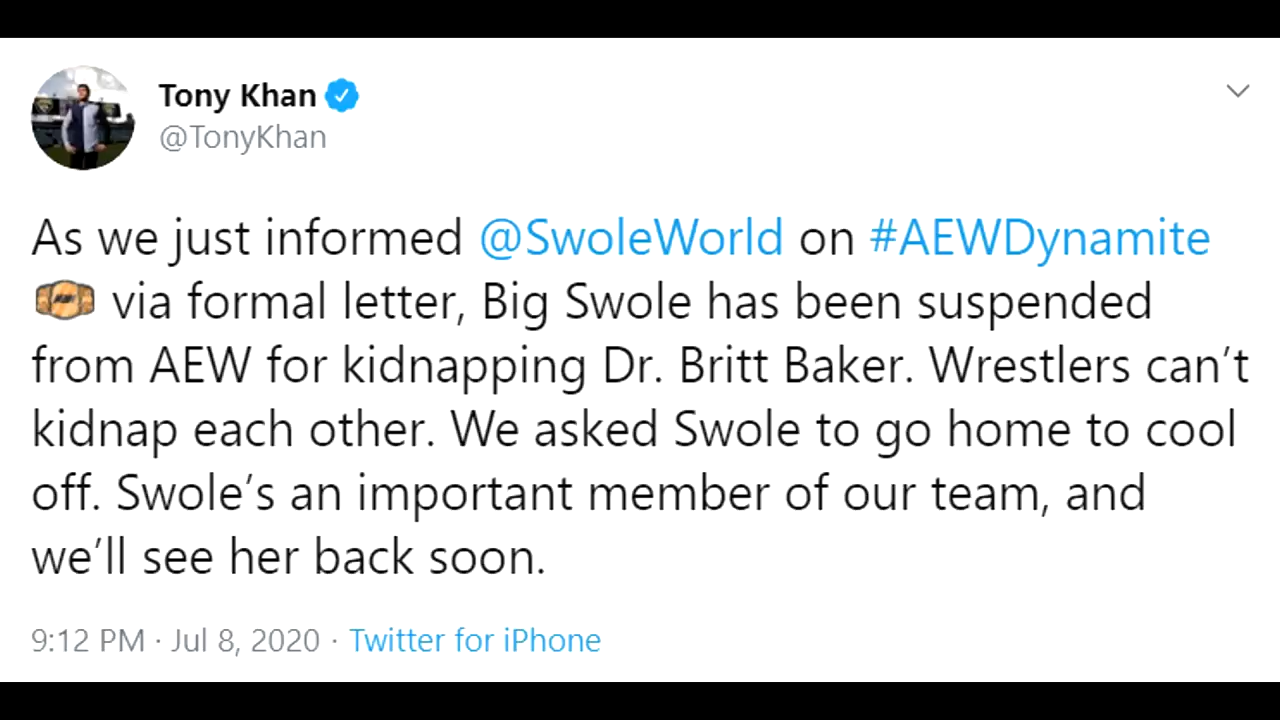 Tony Khan
@TonyKhan
As we just informed @SwoleWorld on #AEWDynamite
via formal letter, Big Swole has been suspended
from AEW for kidnapping Dr. Britt Baker. Wrestlers can’t
kidnap each other. We asked Swole to go home to cool
off. Swole’s an important member of our team, and
we’ll see her back soon.
9:12 PM · Jul 8, 2020 · Twitter for iPhone